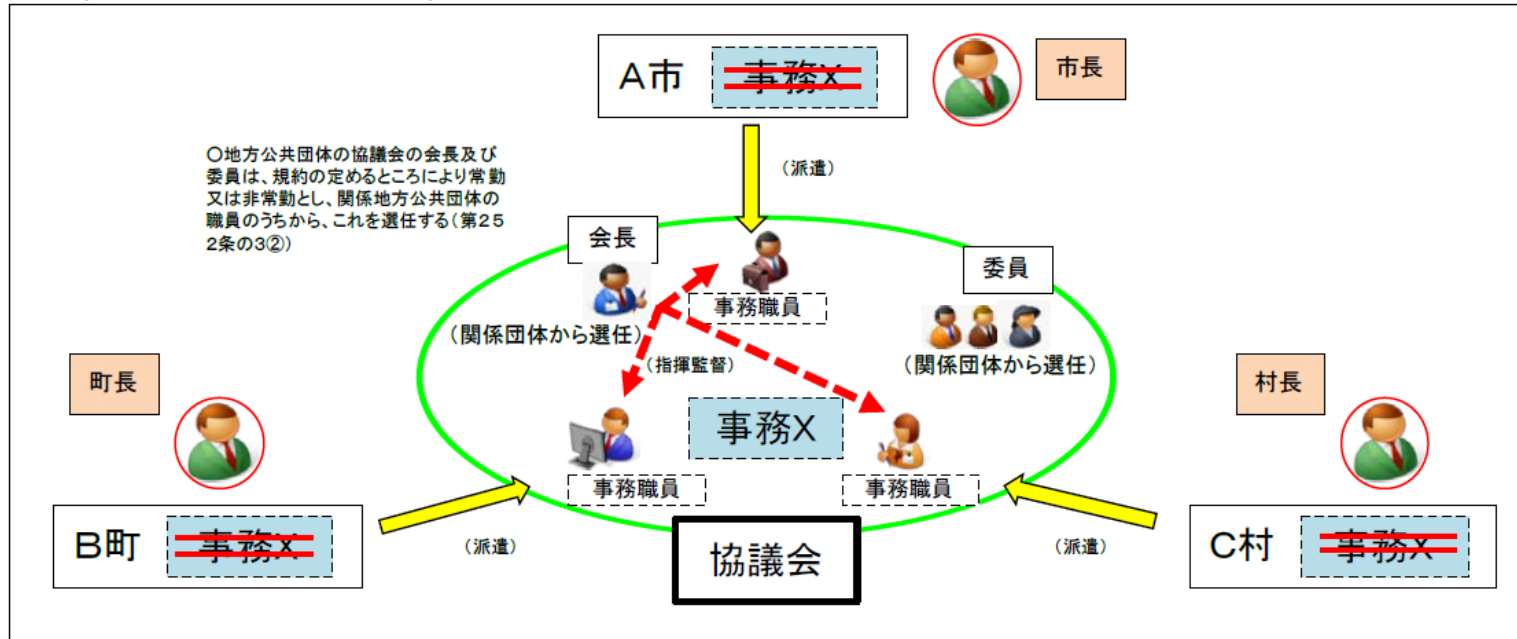 A市
事務X
市長
〇地方公共団体の協議会の会長及び
委員は、規約の定めるところにより常勤
又は非常勤とし、関係地方公共団体の
職員のうちから、これを選任する(第25
2条の3②)
(派遣)
会長
委員
事務職員
(関係団体から選任)
(関係団体から選任)
(指揮監督)
町長
村長
事務X
事務職員
事務職員
B町
事務X
(派遣)
協議会
(派遣)
C村
事務X